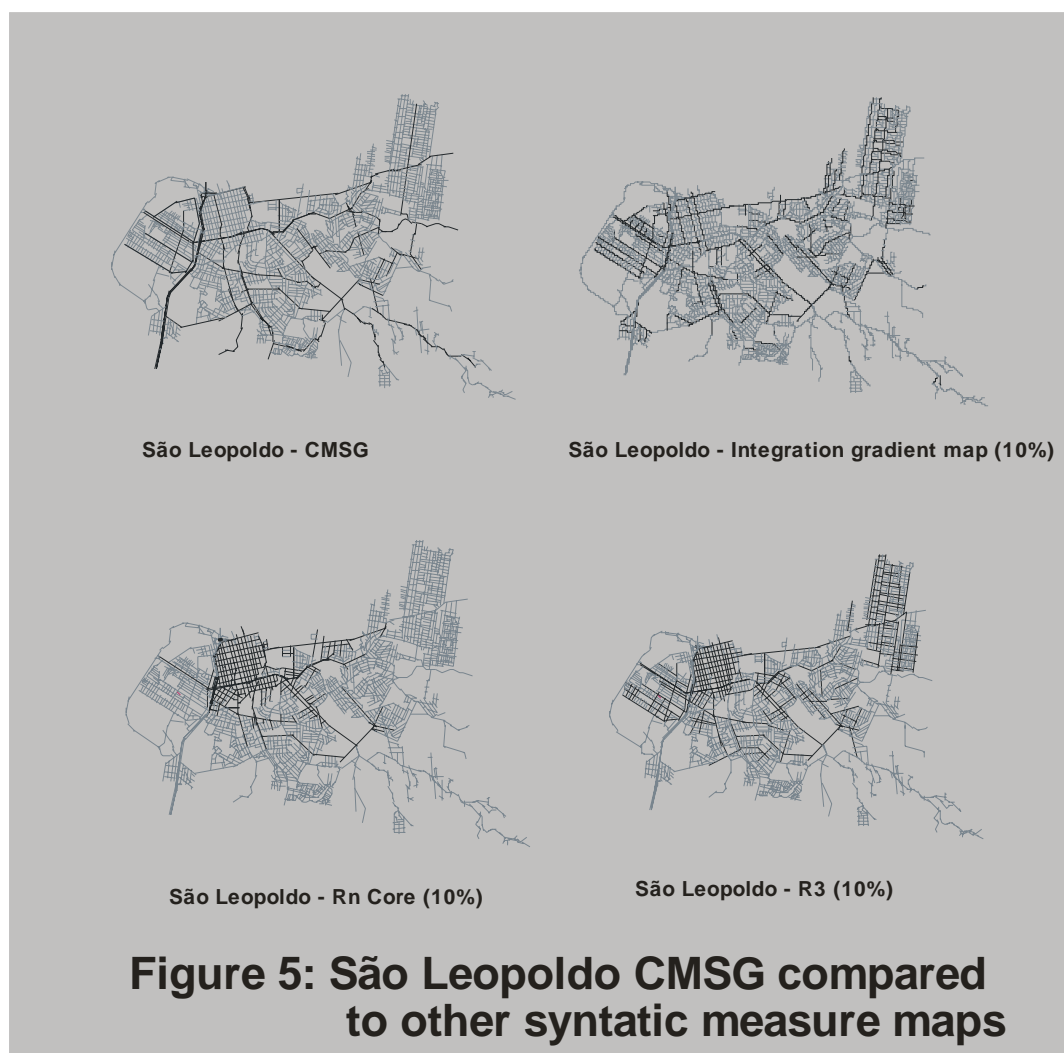 São Leopoldo - CMSG
São Leopoldo - Integration gradient map (10%)
São Leopoldo - Rn Core (10%)
São Leopoldo - R3 (10%)
Figure 5: São Leopoldo CMSG compared
to other syntatic measure maps